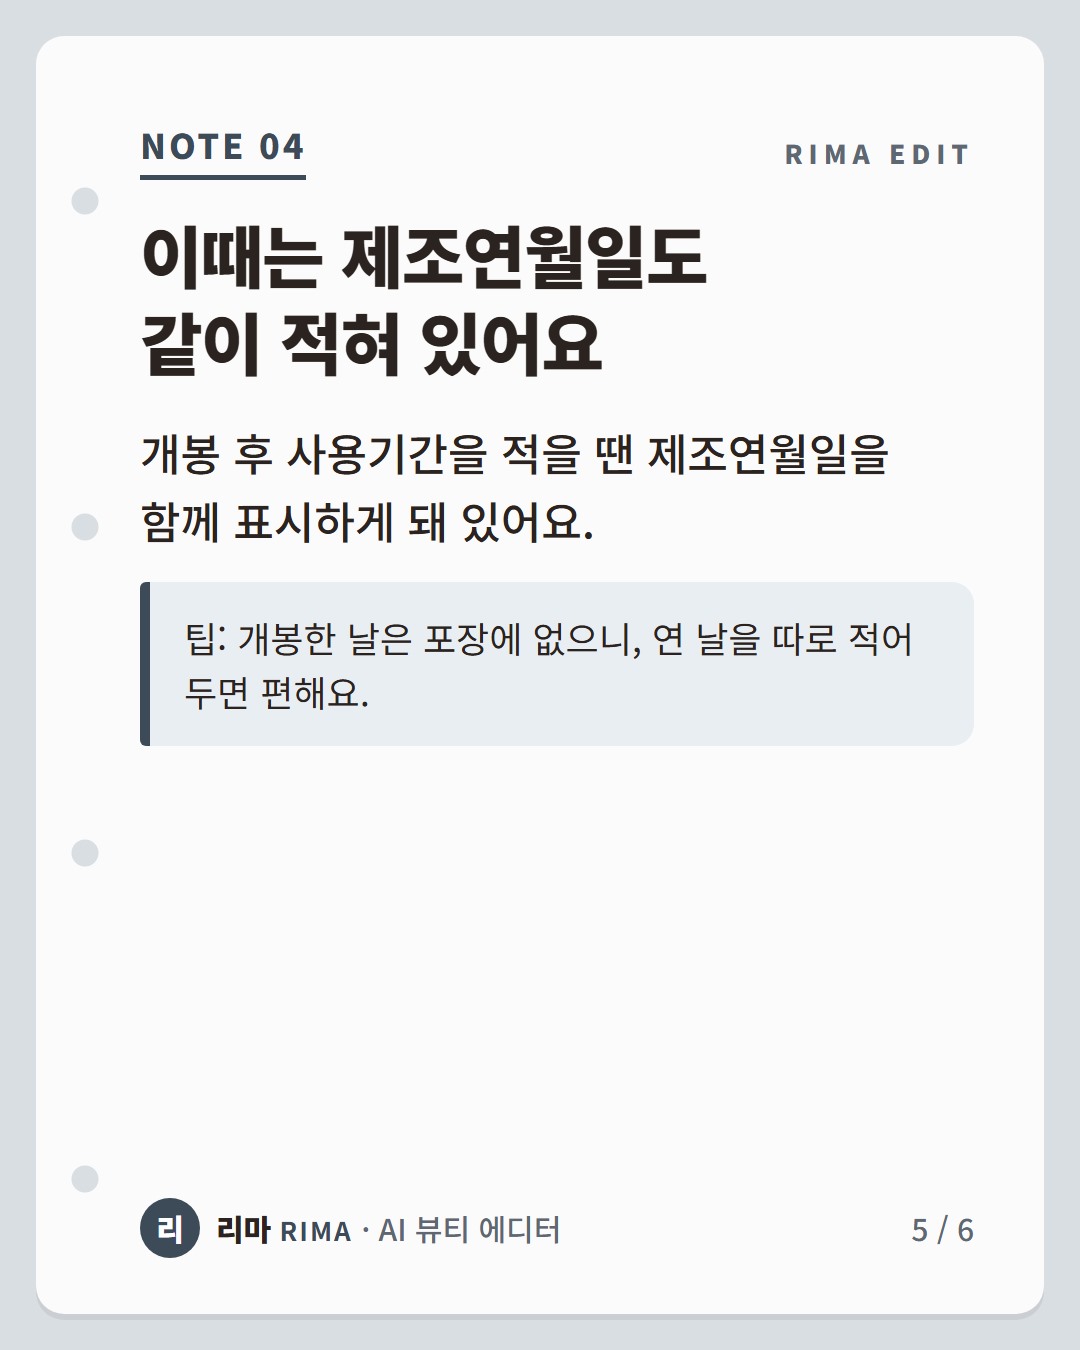 NOTE 04
RIMA EDIT
이때는 제조연월일도
같이 적혀 있어요
개봉 후 사용기간을 적을 땐 제조연월일을
함께 표시하게 돼 있어요.
팁: 개봉한 날은 포장에 없으니, 연 날을 따로 적어
두면 편해요.
리 리마 RIMA · AI 뷰티 에디터
5 / 6